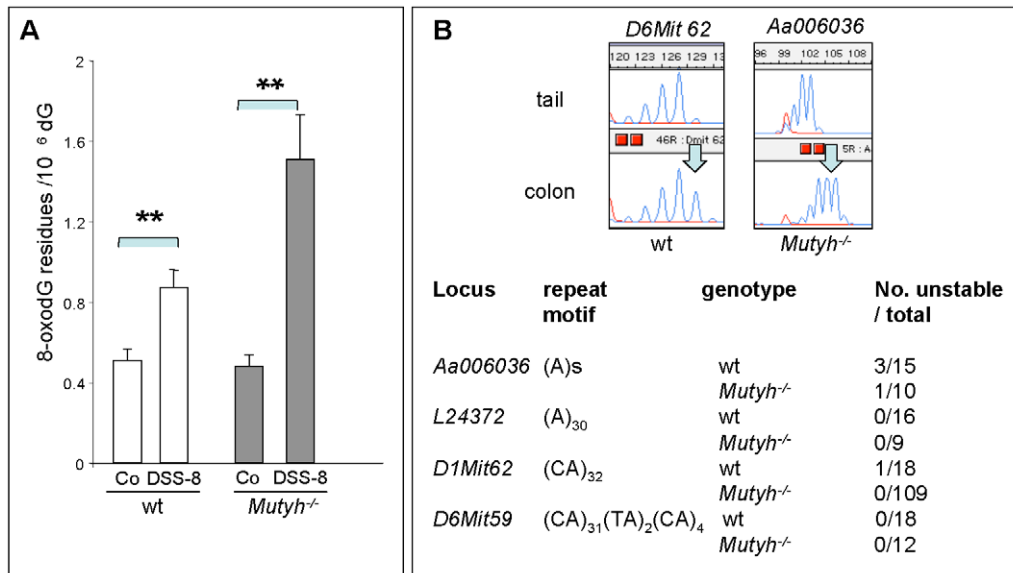 A
8-oxodG residues /10 6 dG
2
1.6
1.2
0.8
0.4
0
**
**
Co DSS-8
Co DSS-8
wt
Mutyh-/-
B
D6Mit 62
Aa006036
120 123 126 129
96 99 102 105 108
tail
46R : Dmit 62
5R : A
colon
wt
Mutyh-/-
Locus repeat motif genotype No. unstable / total
Aa006036 (A)s wt 3/15
Mutyh-/- 1/10
L24372 (A)30 wt 0/16
Mutyh-/- 0/9
D1Mit62 (CA)32 wt 1/18
Mutyh-/- 0/109
D6Mit59 (CA)31(TA)2(CA)4 wt 0/18
Mutyh-/- 0/12